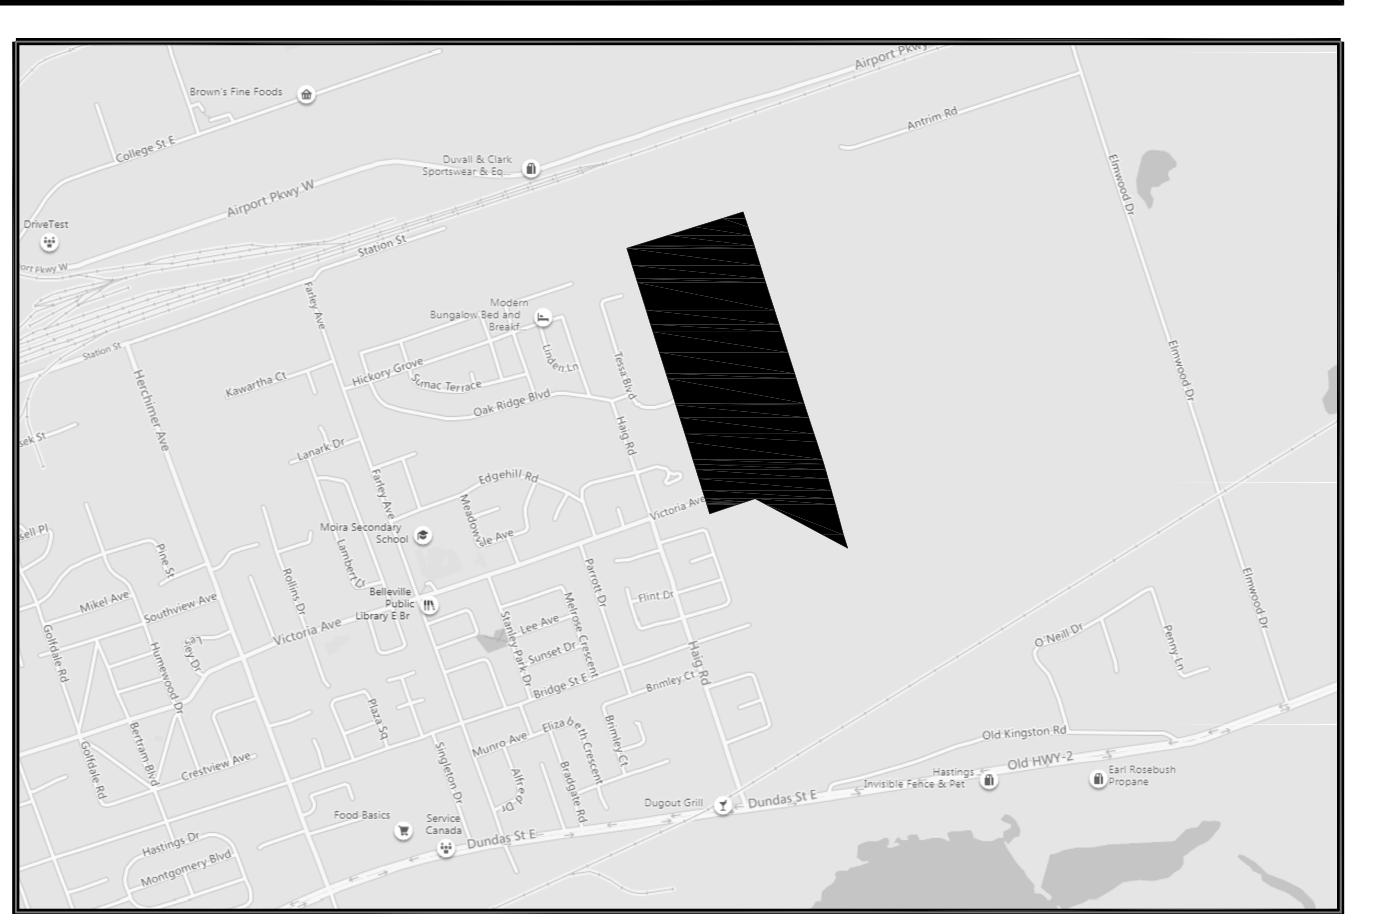 Airport Pkwy
Brown's Fine Foods
Antrim Rd
College St E
Duvall & Clark
Sportswear & Eq...
Elmwood Dr
Airport Pkwy W
DriveTest
Station St
Farley Ave
Modern
Bungalow Bed and
Breakf...
Station St
Linden Ln
Tessa Blvd
Hickory Grove
Elmwood Dr
Herchimer Ave
Kawartha Ct
Sumac Terrace
Oak Ridge Blvd
Haig Rd
Lanark Dr
Farley Ave
Edgehill Rd
Victoria Ave
Moira Secondary
School
Pine St
Lambert
Parrott Dr
Rollins Dr
Belleville
Public
Library E Br
Melrose Crescent
Flint Dr
Elmwood Dr
Mikel Ave
Southview Ave
Victoria Ave
Stanley Park Dr
Lee Ave
Sunset Dr
O'Neill Dr
Penny Ln
Golfdale Rd
Humewood Dr
Haig Rd
Bridge St E
Brimley Ct
Plaza Sq
Munro Ave
Brimley Ct
Old Kingston Rd
Bertram Blvd
Golfdale Rd
Crestview Ave
Singleton Dr
Bradgate Rd
Old HWY-2
Hastings
Invisible Fence & Pet
Earl Rosebush
Propane
Dugout Grill
Dundas St E
Food Basics
Service
Canada
Dundas St E
Hastings Dr
Montgomery Blvd